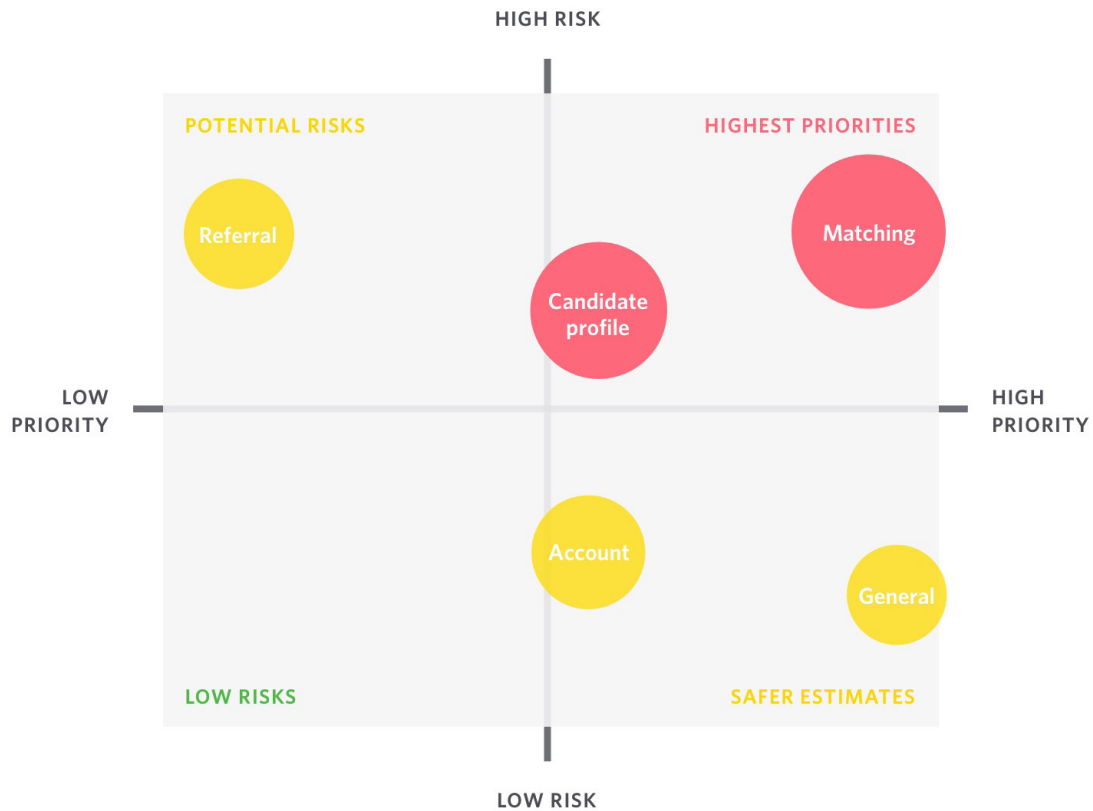 HIGH RISK
POTENTIAL RISKS
HIGHEST PRIORITIES
Referral
Matching
Candidate
profile
LOW
PRIORITY
HIGH
PRIORITY
Account
General
LOW RISKS
SAFER ESTIMATES
LOW RISK